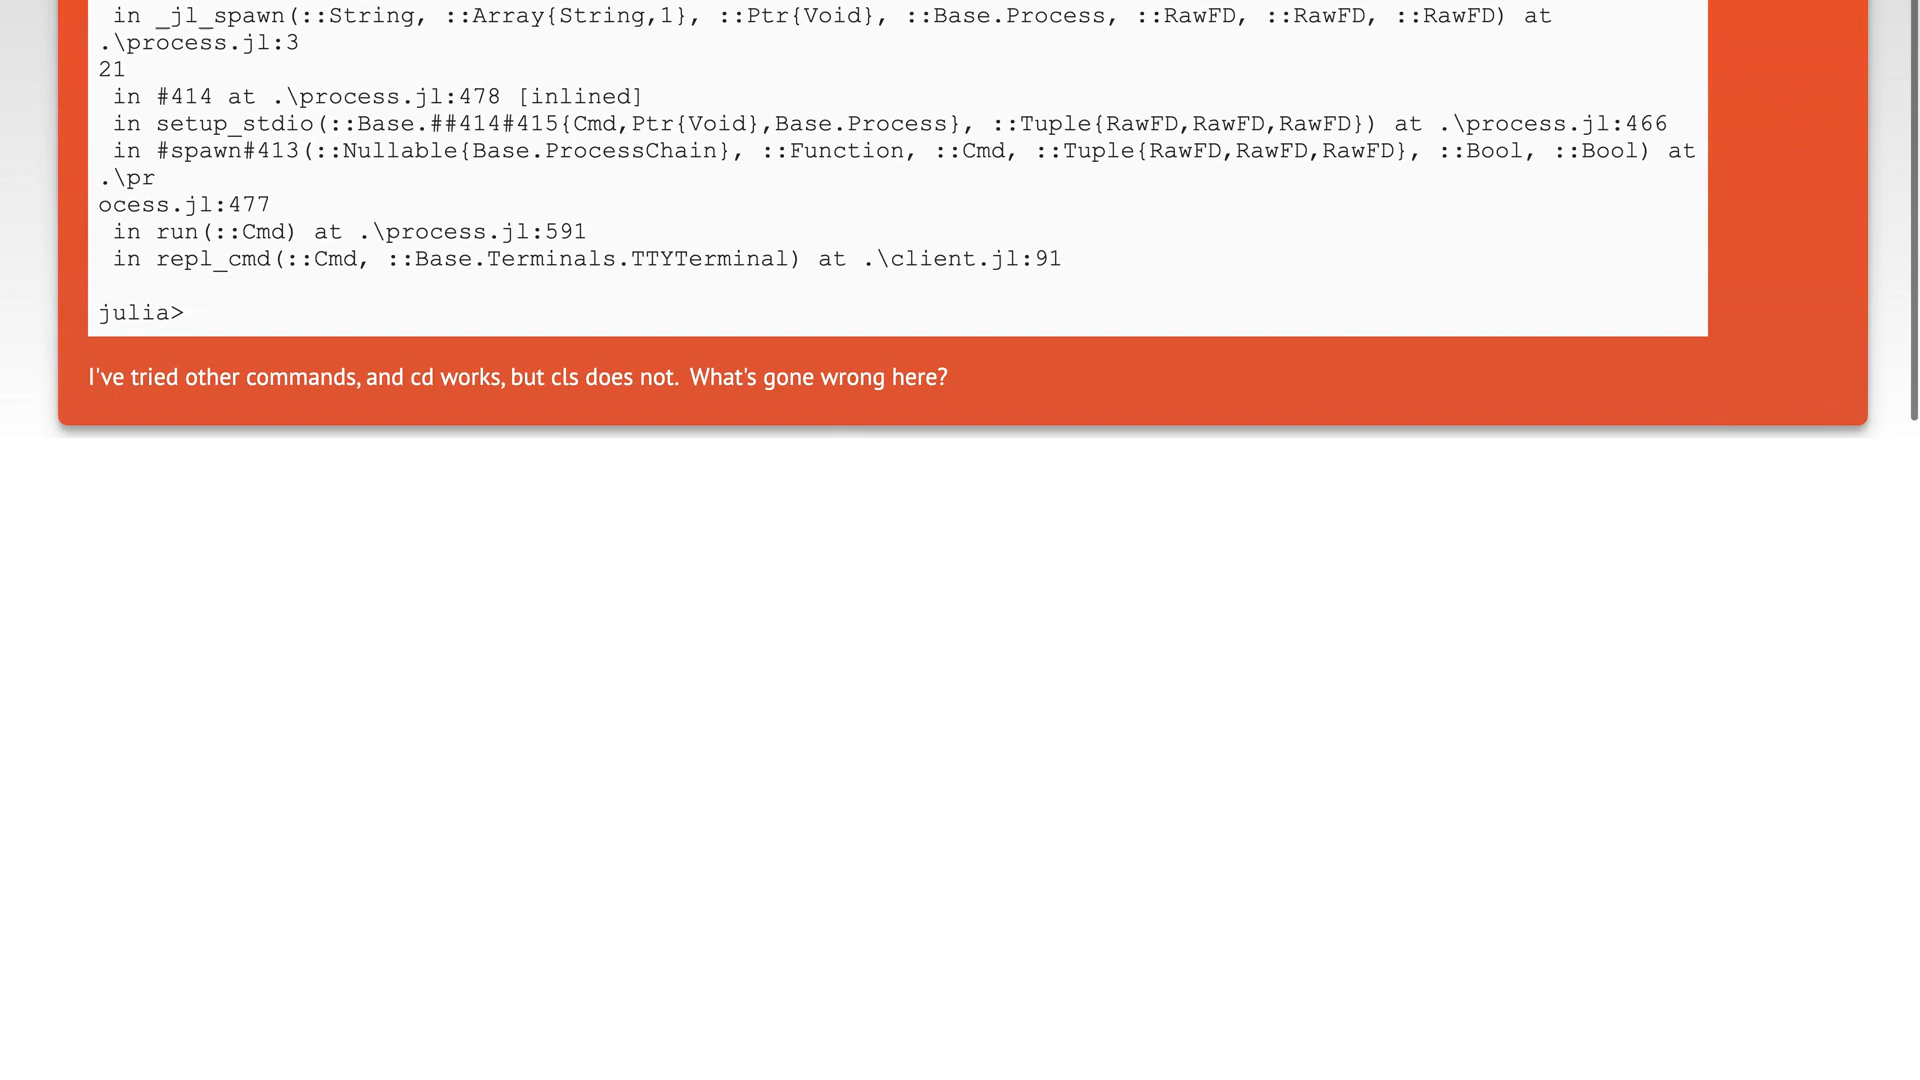 in _jl_spawn(::String, ::Array{String,1}, ::Ptr{Void}, ::Base.Process, ::RawFD, ::RawFD, ::RawFD) at
.\process.jl:3
21
in #414 at .\process.jl:478 [inlined]
in setup_stdio(::Base.##414#415{Cmd,Ptr{Void},Base.Process}, ::Tuple{RawFD,RawFD,RawFD}) at .\process.jl:466
in #spawn#413(::Nullable{Base.ProcessChain}, ::Function, ::Cmd, ::Tuple{RawFD,RawFD,RawFD}, ::Bool, ::Bool) at
.\pr
ocess.jl:477
in run(::Cmd) at .\process.jl:591
in repl_cmd(::Cmd, ::Base.Terminals.TTYTerminal) at .\client.jl:91
julia>
I've tried other commands, and cd works, but cls does not.  What's gone wrong here?